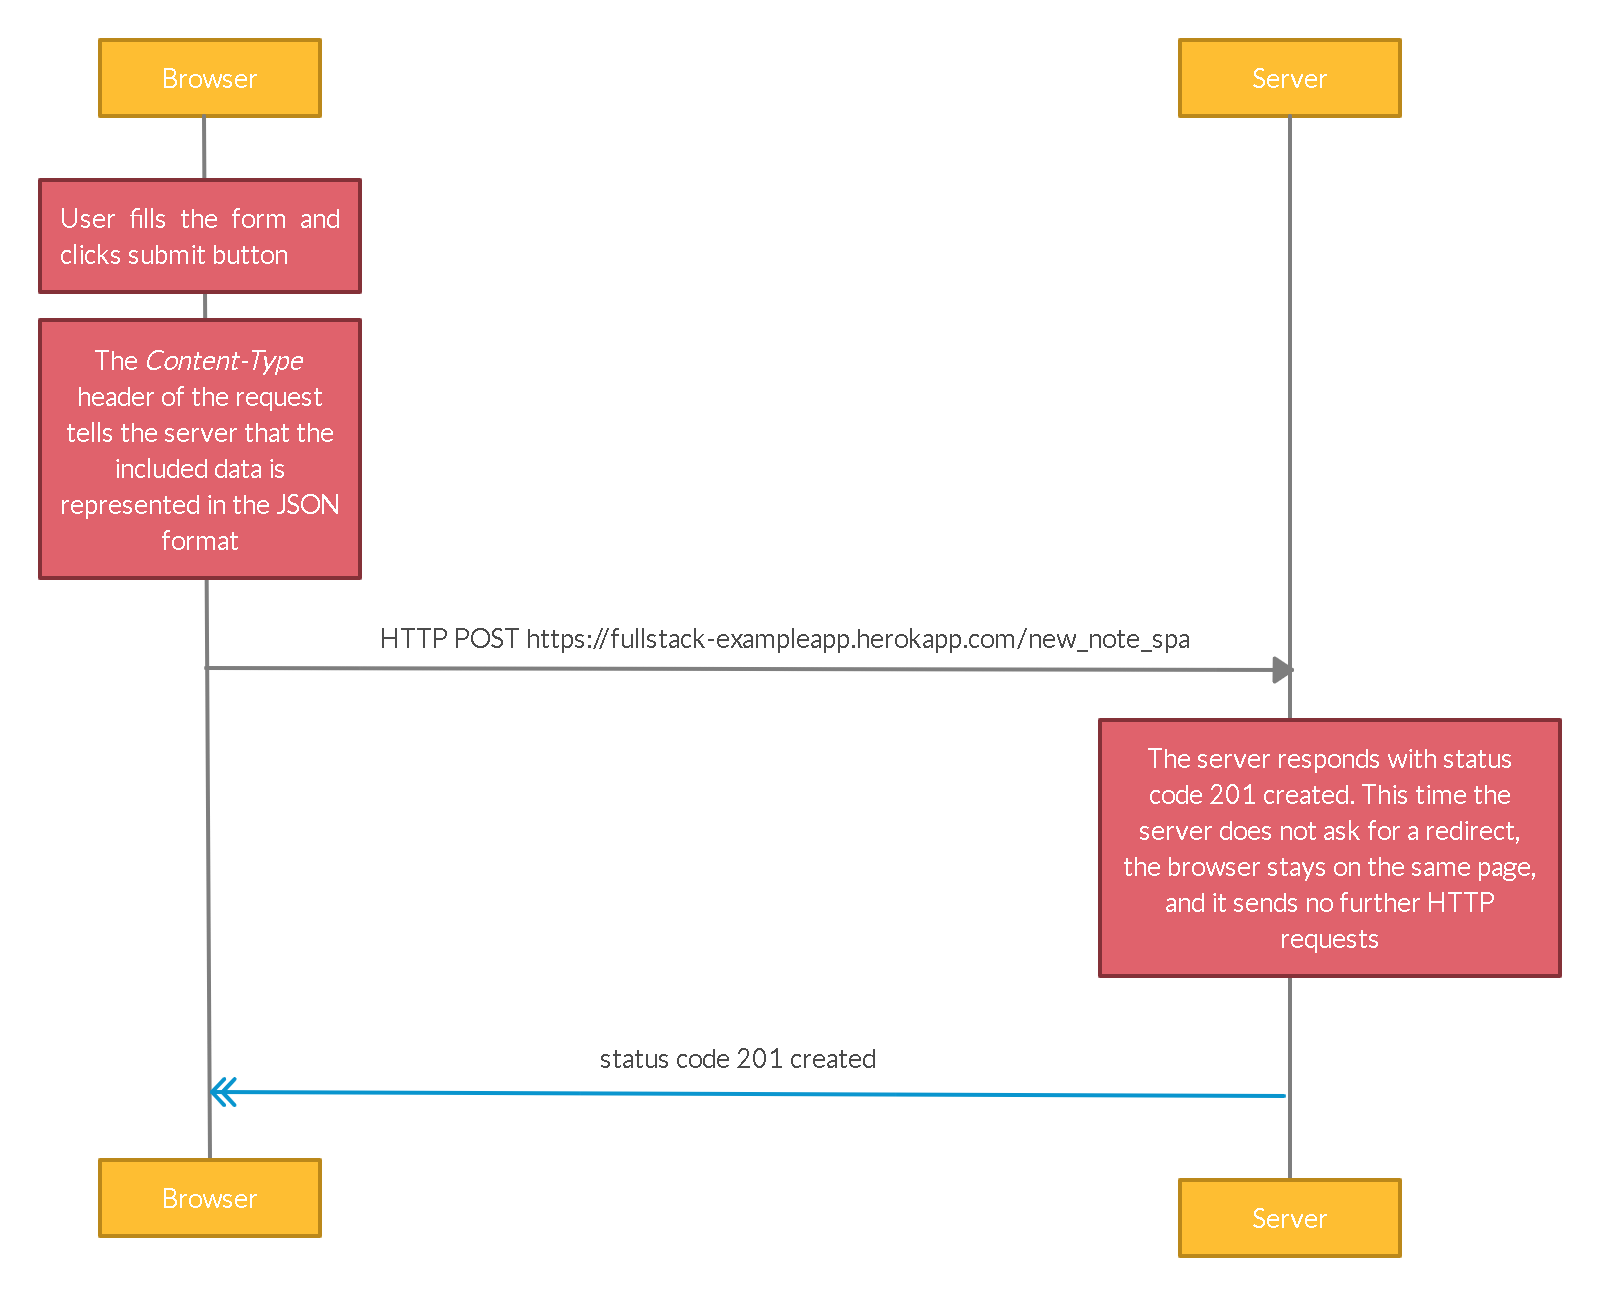 Browser
Server
User fills the form and
clicks submit button
The Content-Type
header of the request
tells the server that the
included data is
represented in the JSON
format
HTTP POST https://fullstack-exampleapp.herokapp.com/new_note_spa
The server responds with status
code 201 created. This time the
server does not ask for a redirect,
the browser stays on the same page,
and it sends no further HTTP
requests
status code 201 created
Browser
Server